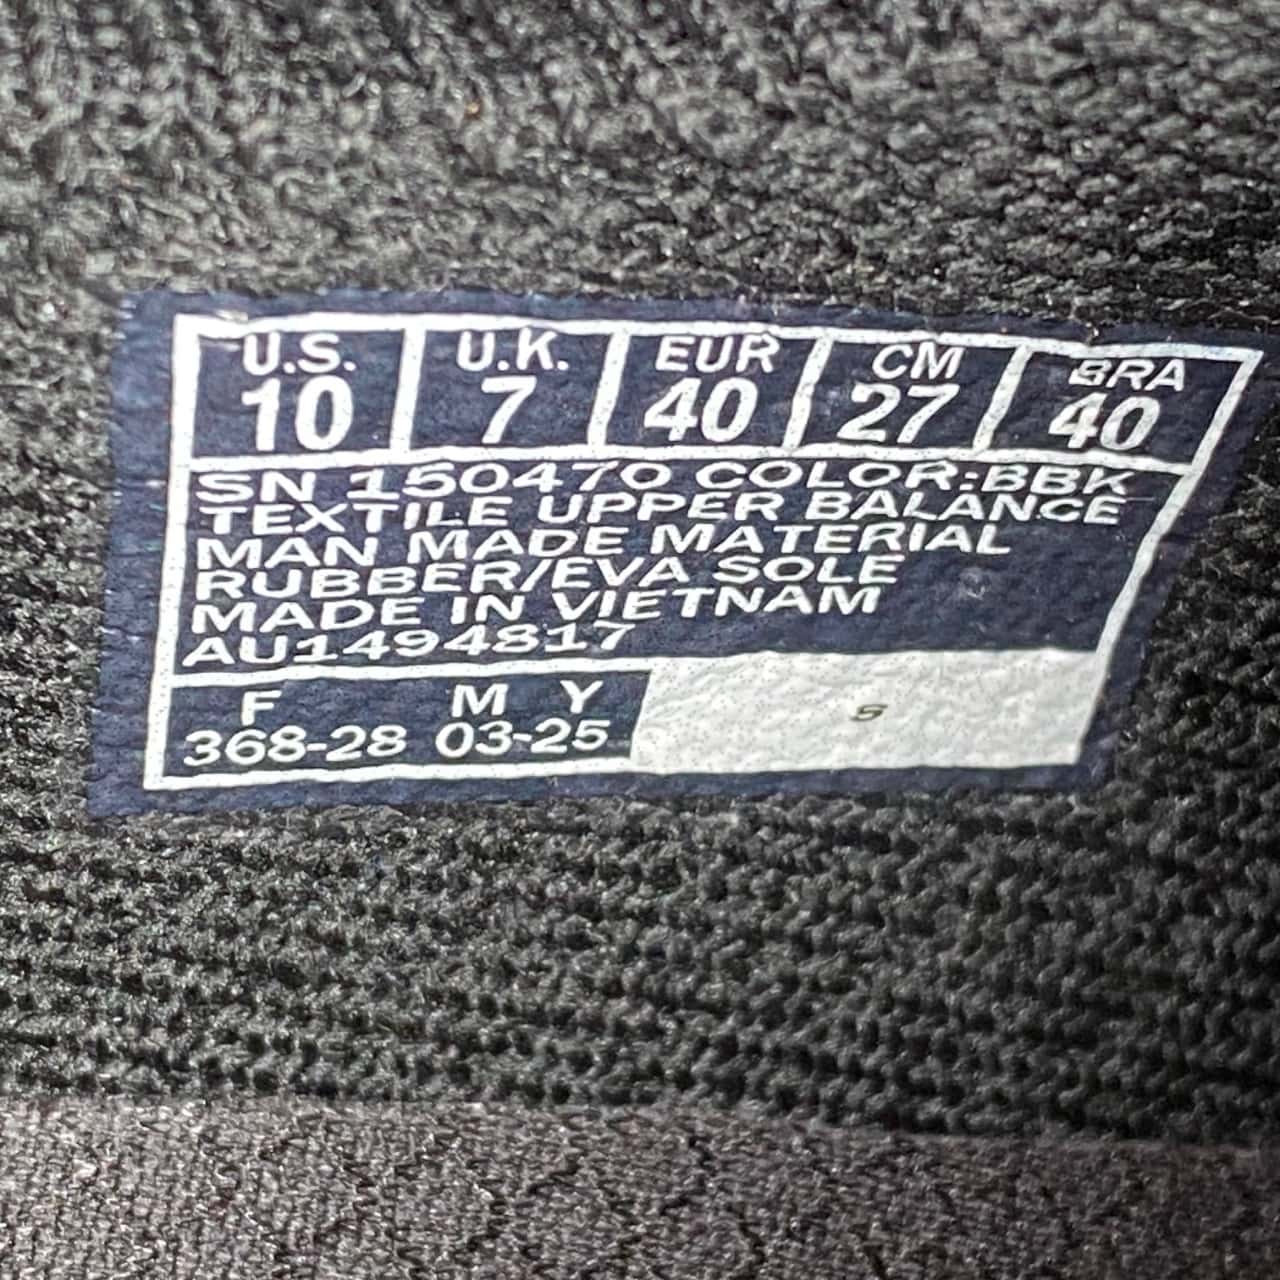 U.S. U.K. EUR CM BRA
10 7 40 27 40
SN 150470 COLOR:BBK
TEXTILE UPPER BALANCE
MAN MADE MATERIAL
RUBBER/EVA SOLE
MADE IN VIETNAM
AU1494817
F M Y
368-28 03-25
S